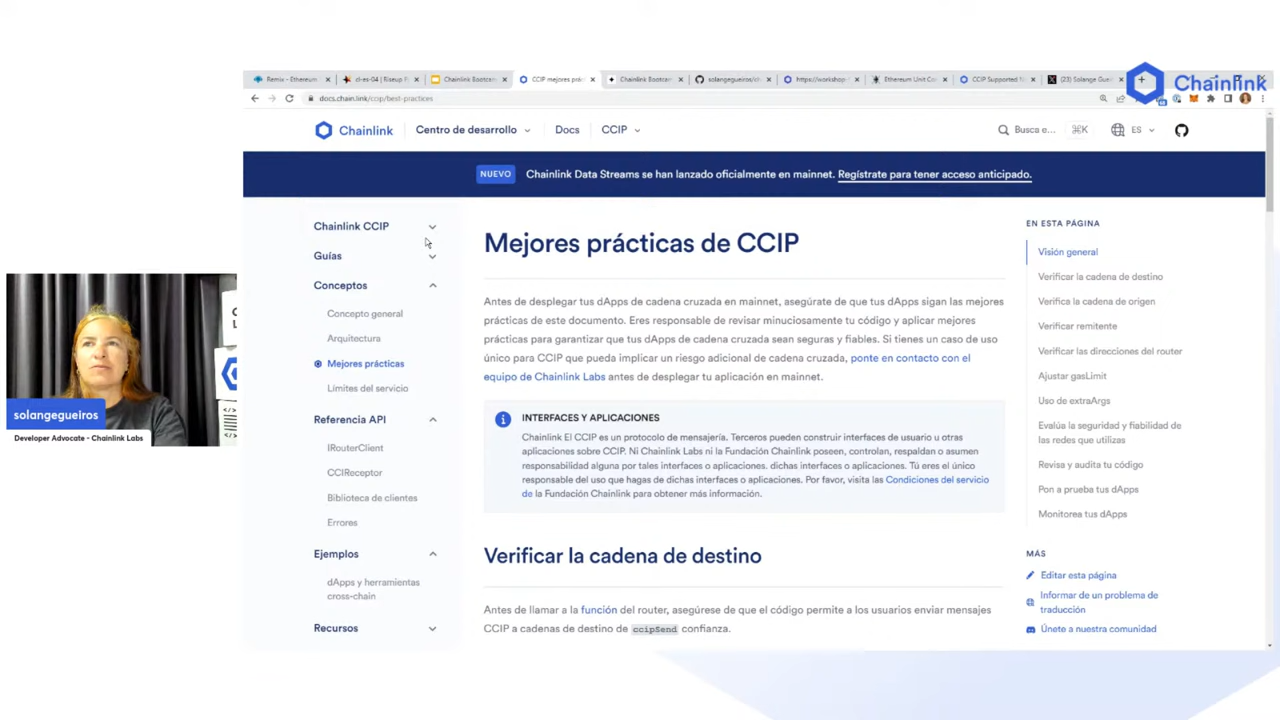 Remix - Ethereum
Chainlink Bootcam
CCIP mejores prác
Chainlink Bootcam
solangegueiros/ch
https://workshop-
Ethereum Unit Con
CCIP Supported N
(23) Solange Guei
Chainlink
docs.chain.link/ccip/best-practices
Chainlink
Centro de desarrollo
Docs
CCIP
Busca e...
⌘K
ES
NUEVO
Chainlink Data Streams se han lanzado oficialmente en mainnet. Regístrate para tener acceso anticipado.
Chainlink CCIP
Guías
Conceptos
Concepto general
Arquitectura
Mejores prácticas
Límites del servicio
Referencia API
IRouterClient
CCIReceptor
Biblioteca de clientes
Errores
Ejemplos
dApps y herramientas
cross-chain
Recursos
Mejores prácticas de CCIP
Antes de desplegar tus dApps de cadena cruzada en mainnet, asegúrate de que tus dApps sigan las mejores
prácticas de este documento. Eres responsable de revisar minuciosamente tu código y aplicar mejores
prácticas para garantizar que tus dApps de cadena cruzada sean seguras y fiables. Si tienes un caso de uso
único para CCIP que pueda implicar un riesgo adicional de cadena cruzada, ponte en contacto con el
equipo de Chainlink Labs antes de desplegar tu aplicación en mainnet.
INTERFACES Y APLICACIONES
Chainlink El CCIP es un protocolo de mensajería. Terceros pueden construir interfaces de usuario u otras
aplicaciones sobre CCIP. Ni Chainlink Labs ni la Fundación Chainlink poseen, controlan, respaldan o asumen
responsabilidad alguna por tales interfaces o aplicaciones. dichas interfaces o aplicaciones. Tú eres el único
responsable del uso que hagas de dichas interfaces o aplicaciones. Por favor, visita las Condiciones del servicio
de la Fundación Chainlink para obtener más información.
Verificar la cadena de destino
Antes de llamar a la función del router, asegúrese de que el código permite a los usuarios enviar mensajes
CCIP a cadenas de destino de ccipSend confianza.
EN ESTA PÁGINA
Visión general
Verificar la cadena de destino
Verifica la cadena de origen
Verificar remitente
Verificar las direcciones del router
Ajustar gasLimit
Uso de extraArgs
Evalúa la seguridad y fiabilidad de
las redes que utilizas
Revisa y audita tu código
Pon a prueba tus dApps
Monitorea tus dApps
MÁS
Editar esta página
Informar de un problema de
traducción
Únete a nuestra comunidad
solangegueiros
Developer Advocate - Chainlink Labs